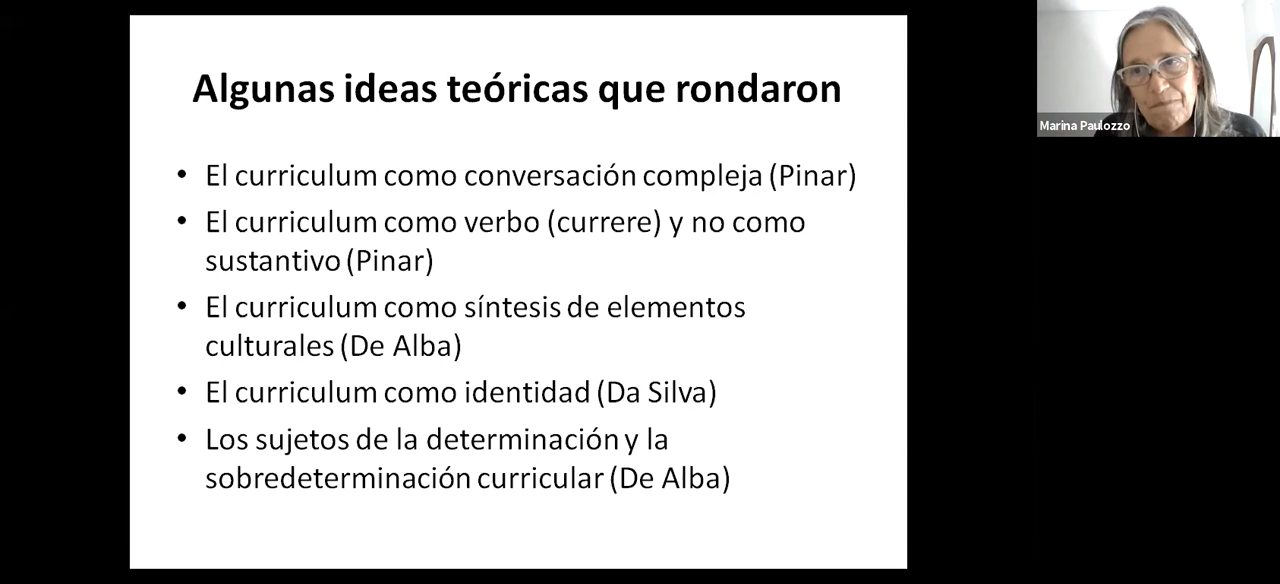 Algunas ideas teóricas que rondaron
• El curriculum como conversación compleja (Pinar)
• El curriculum como verbo (currere) y no como
sustantivo (Pinar)
• El curriculum como síntesis de elementos
culturales (De Alba)
• El curriculum como identidad (Da Silva)
• Los sujetos de la determinación y la
sobredeterminación curricular (De Alba)
Marina Paulozzo